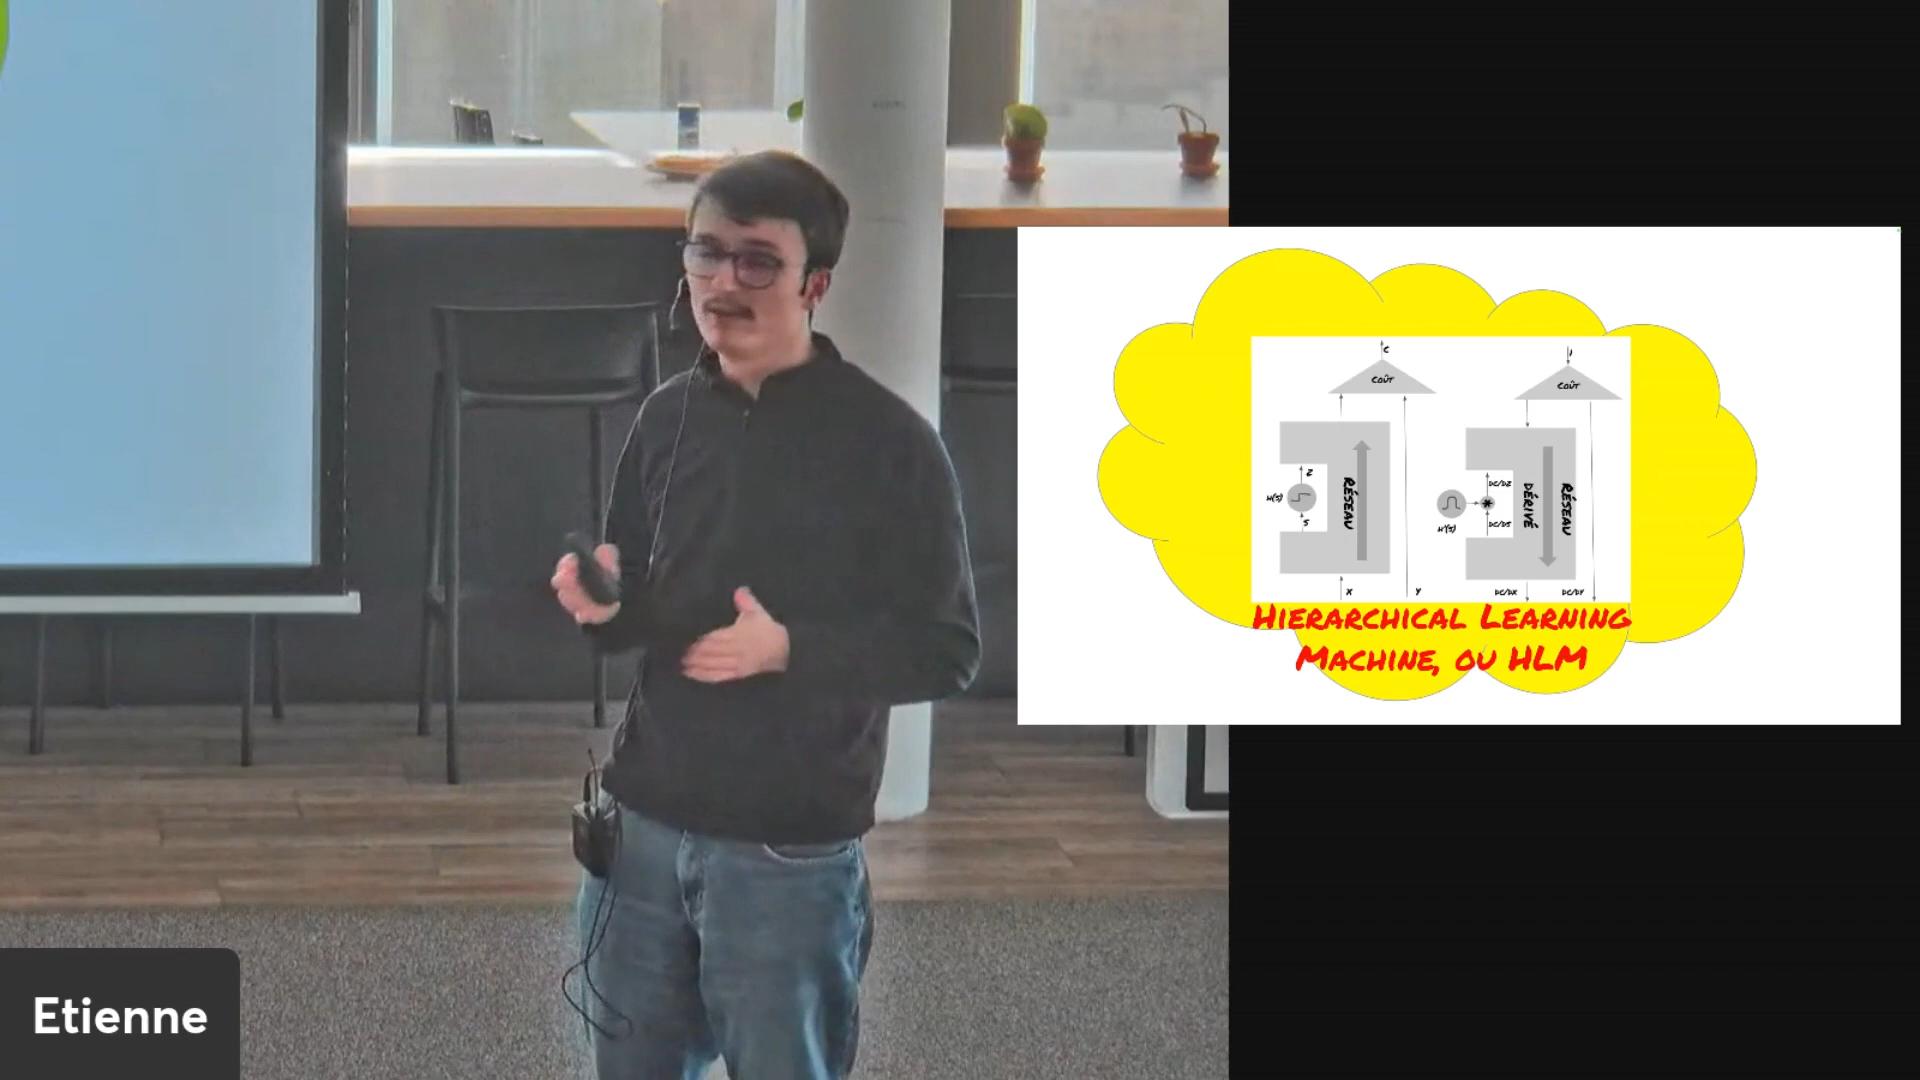 C
1
COÛT
COÛT
Z
DC/DZ
H(S)
RÉSEAU
DÉRIVÉ
RÉSEAU
S
H'(S)
DC/DS
X
Y
DC/DX
DC/DY
HIERARCHICAL LEARNING
MACHINE, OU HLM
Etienne